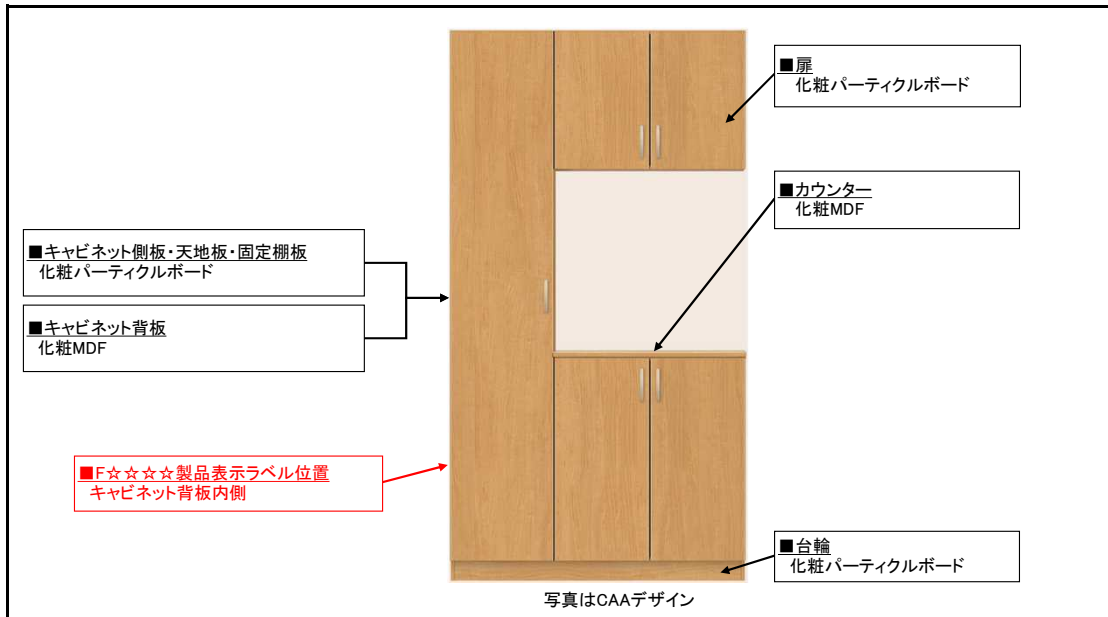 ■扉
化粧パーティクルボード
■カウンター
化粧MDF
■キャビネット側板・天地板・固定棚板
化粧パーティクルボード
■キャビネット背板
化粧MDF
■F☆☆☆☆製品表示ラベル位置
キャビネット背板内側
■台輪
化粧パーティクルボード
写真はCAAデザイン